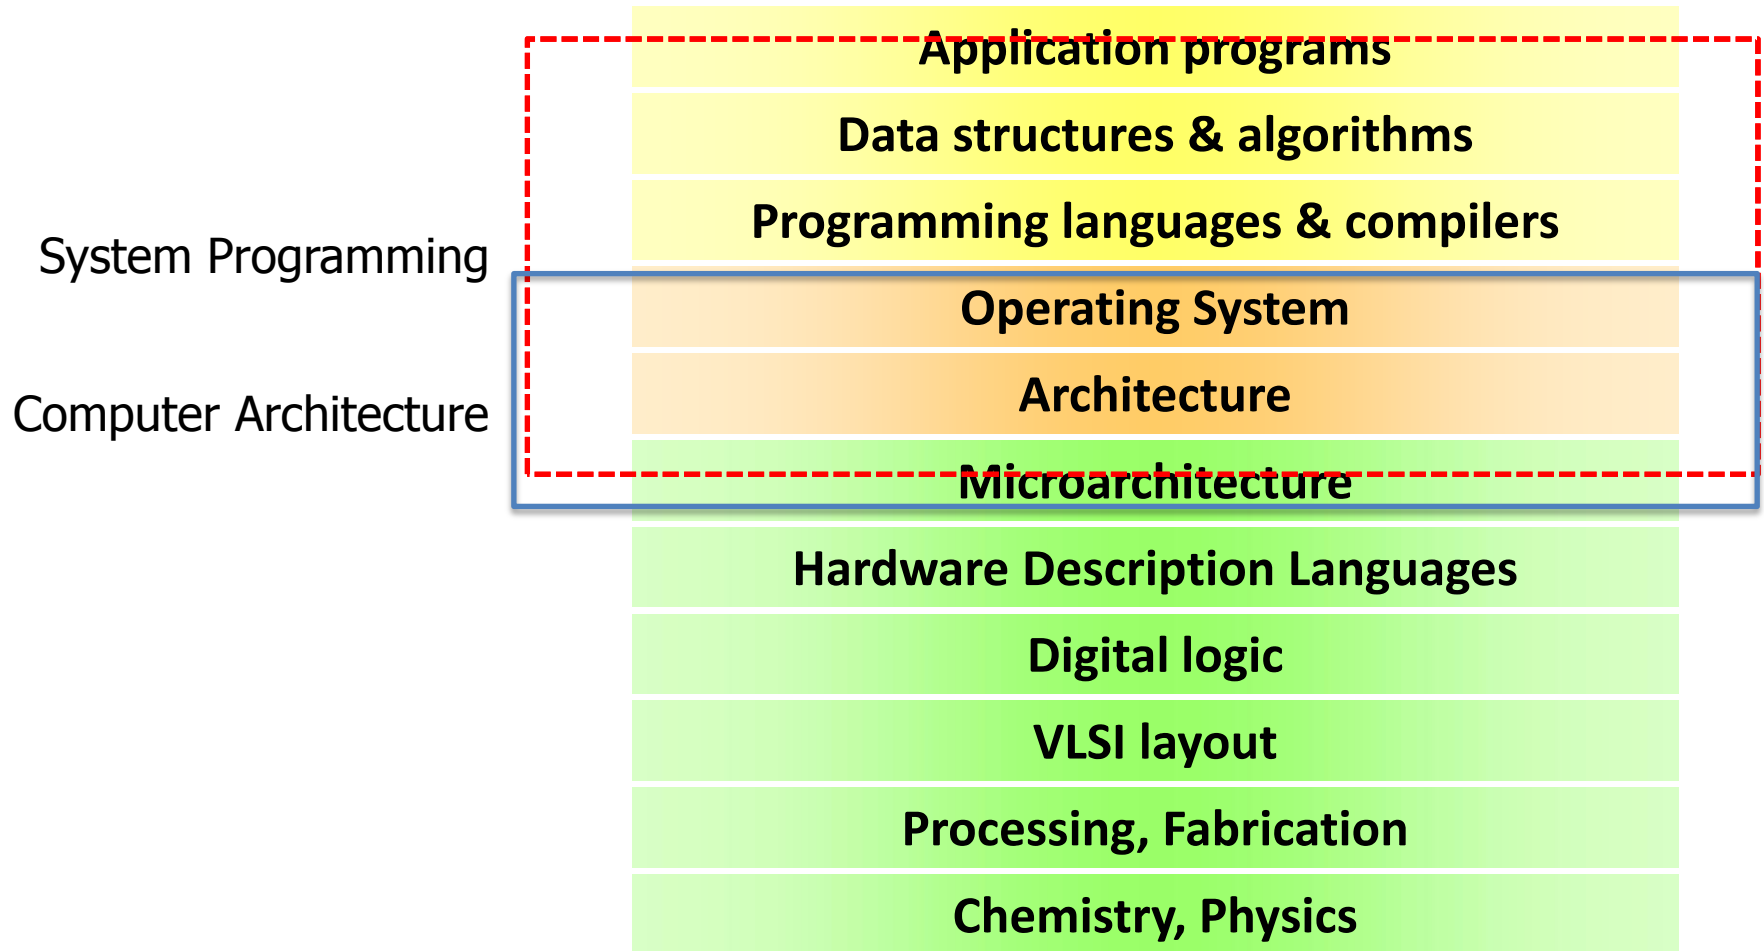 Application programs
Data structures & algorithms
Programming languages & compilers
System Programming
Operating System
Architecture
Computer Architecture
Microarchitecture
Hardware Description Languages
Digital logic
VLSI layout
Processing, Fabrication
Chemistry, Physics